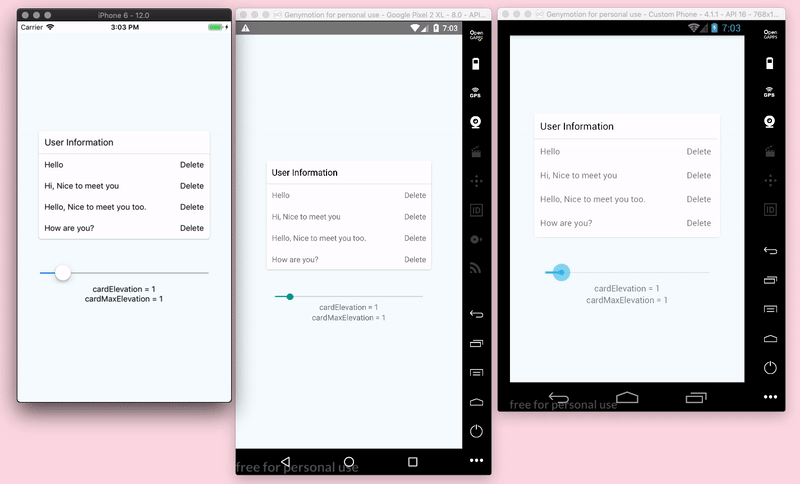 iPhone 6 - 12.0
Carrier
3:03 PM
User Information
Hello Delete
Hi, Nice to meet you Delete
Hello, Nice to meet you too. Delete
How are you? Delete
cardElevation = 1
cardMaxElevation = 1
Genymotion for personal use - Google Pixel 2 XL - 8.0 - API...
7:03
Open
GAPPS
GPS
ID
User Information
Hello Delete
Hi, Nice to meet you Delete
Hello, Nice to meet you too. Delete
How are you? Delete
cardElevation = 1
cardMaxElevation = 1
free for personal use
Genymotion for personal use - Custom Phone - 4.1.1 - API 16 - 768x1...
7:03
Open
GAPPS
GPS
ID
User Information
Hello Delete
Hi, Nice to meet you Delete
Hello, Nice to meet you too. Delete
How are you? Delete
cardElevation = 1
cardMaxElevation = 1
free for personal use